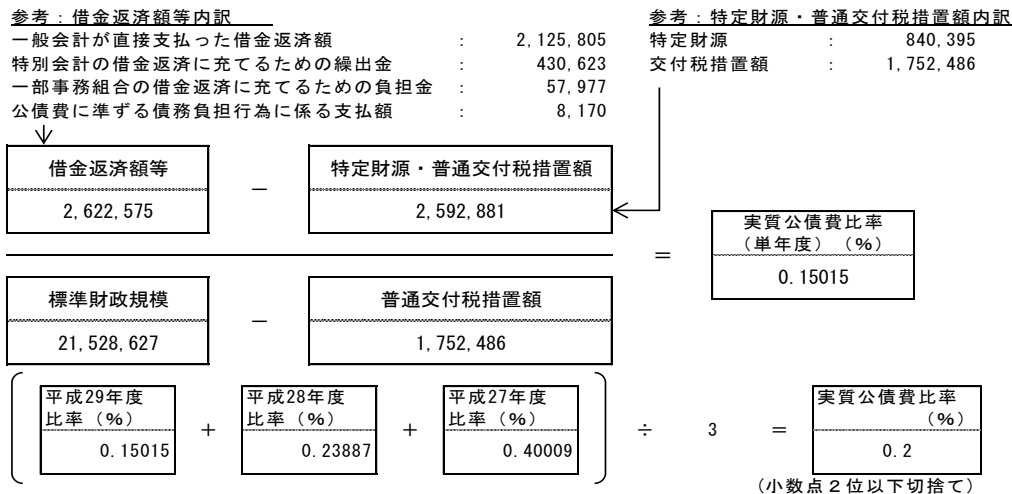 参考：借金返済額等内訳
一般会計が直接支払った借金返済額 : 2,125,805
特別会計の借金返済に充てるための繰出金 : 430,623
一部事務組合の借金返済に充てるための負担金 : 57,977
公債費に準ずる債務負担行為に係る支払額 : 8,170
参考：特定財源・普通交付税措置額内訳
特定財源 : 840,395
交付税措置額 : 1,752,486
借金返済額等 － 特定財源・普通交付税措置額
2,622,575 2,592,881
標準財政規模 － 普通交付税措置額
21,528,627 1,752,486
＝
実質公債費比率
（単年度）（%）
0.15015
平成29年度 平成28年度 平成27年度 実質公債費比率
比率（%） ＋ 比率（%） ＋ 比率（%） ÷ 3 ＝ （%）
0.15015 0.23887 0.40009 0.2
（小数点２位以下切捨て）